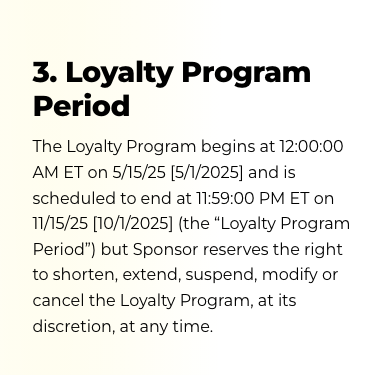 3. Loyalty Program
Period
The Loyalty Program begins at 12:00:00
AM ET on 5/15/25 [5/1/2025] and is
scheduled to end at 11:59:00 PM ET on
11/15/25 [10/1/2025] (the “Loyalty Program
Period”) but Sponsor reserves the right
to shorten, extend, suspend, modify or
cancel the Loyalty Program, at its
discretion, at any time.